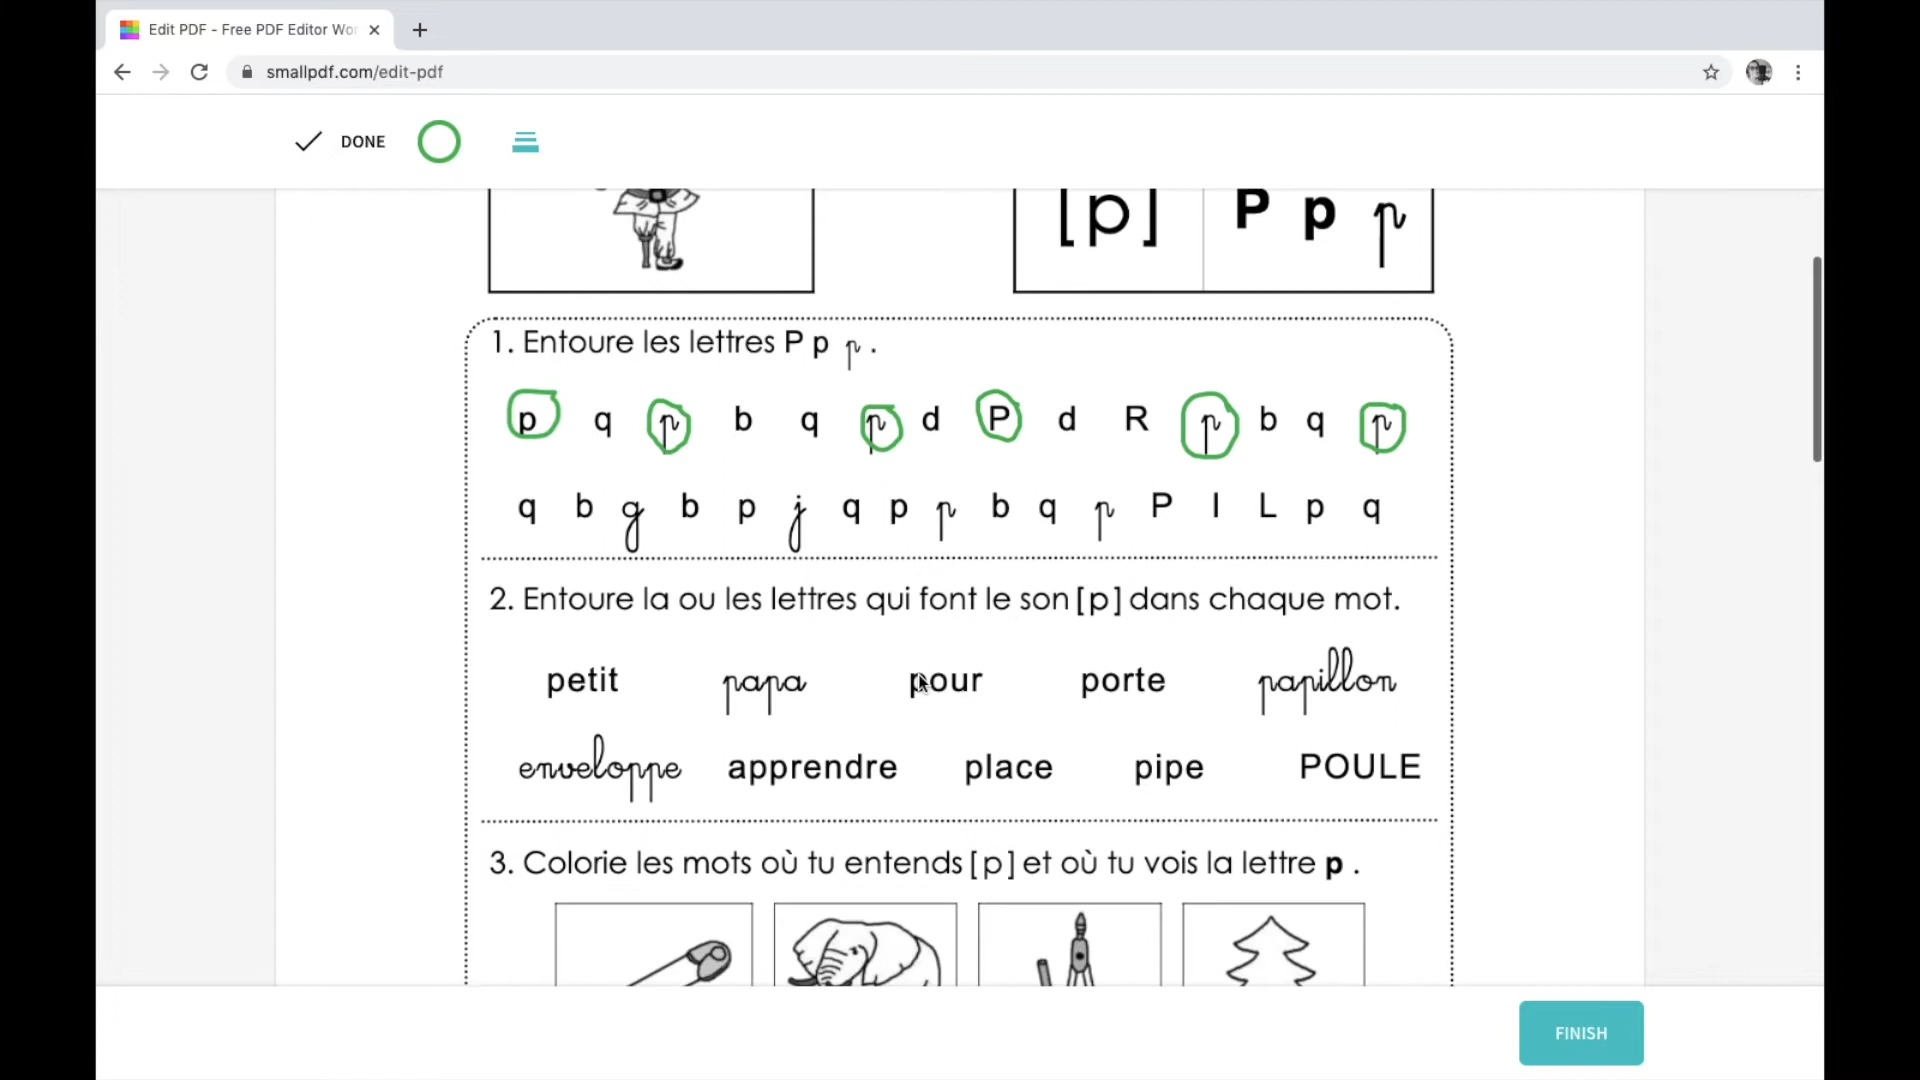 Edit PDF - Free PDF Editor Wor
smallpdf.com/edit-pdf
DONE
[p] P p p
1. Entoure les lettres P p p .
p q p b q p d P d R p b q p
q b g b p j q p p b q p P I L p q
2. Entoure la ou les lettres qui font le son [p] dans chaque mot.
petit papa pour porte papillon
enveloppe apprendre place pipe POULE
3. Colorie les mots où tu entends [p] et où tu vois la lettre p .
FINISH